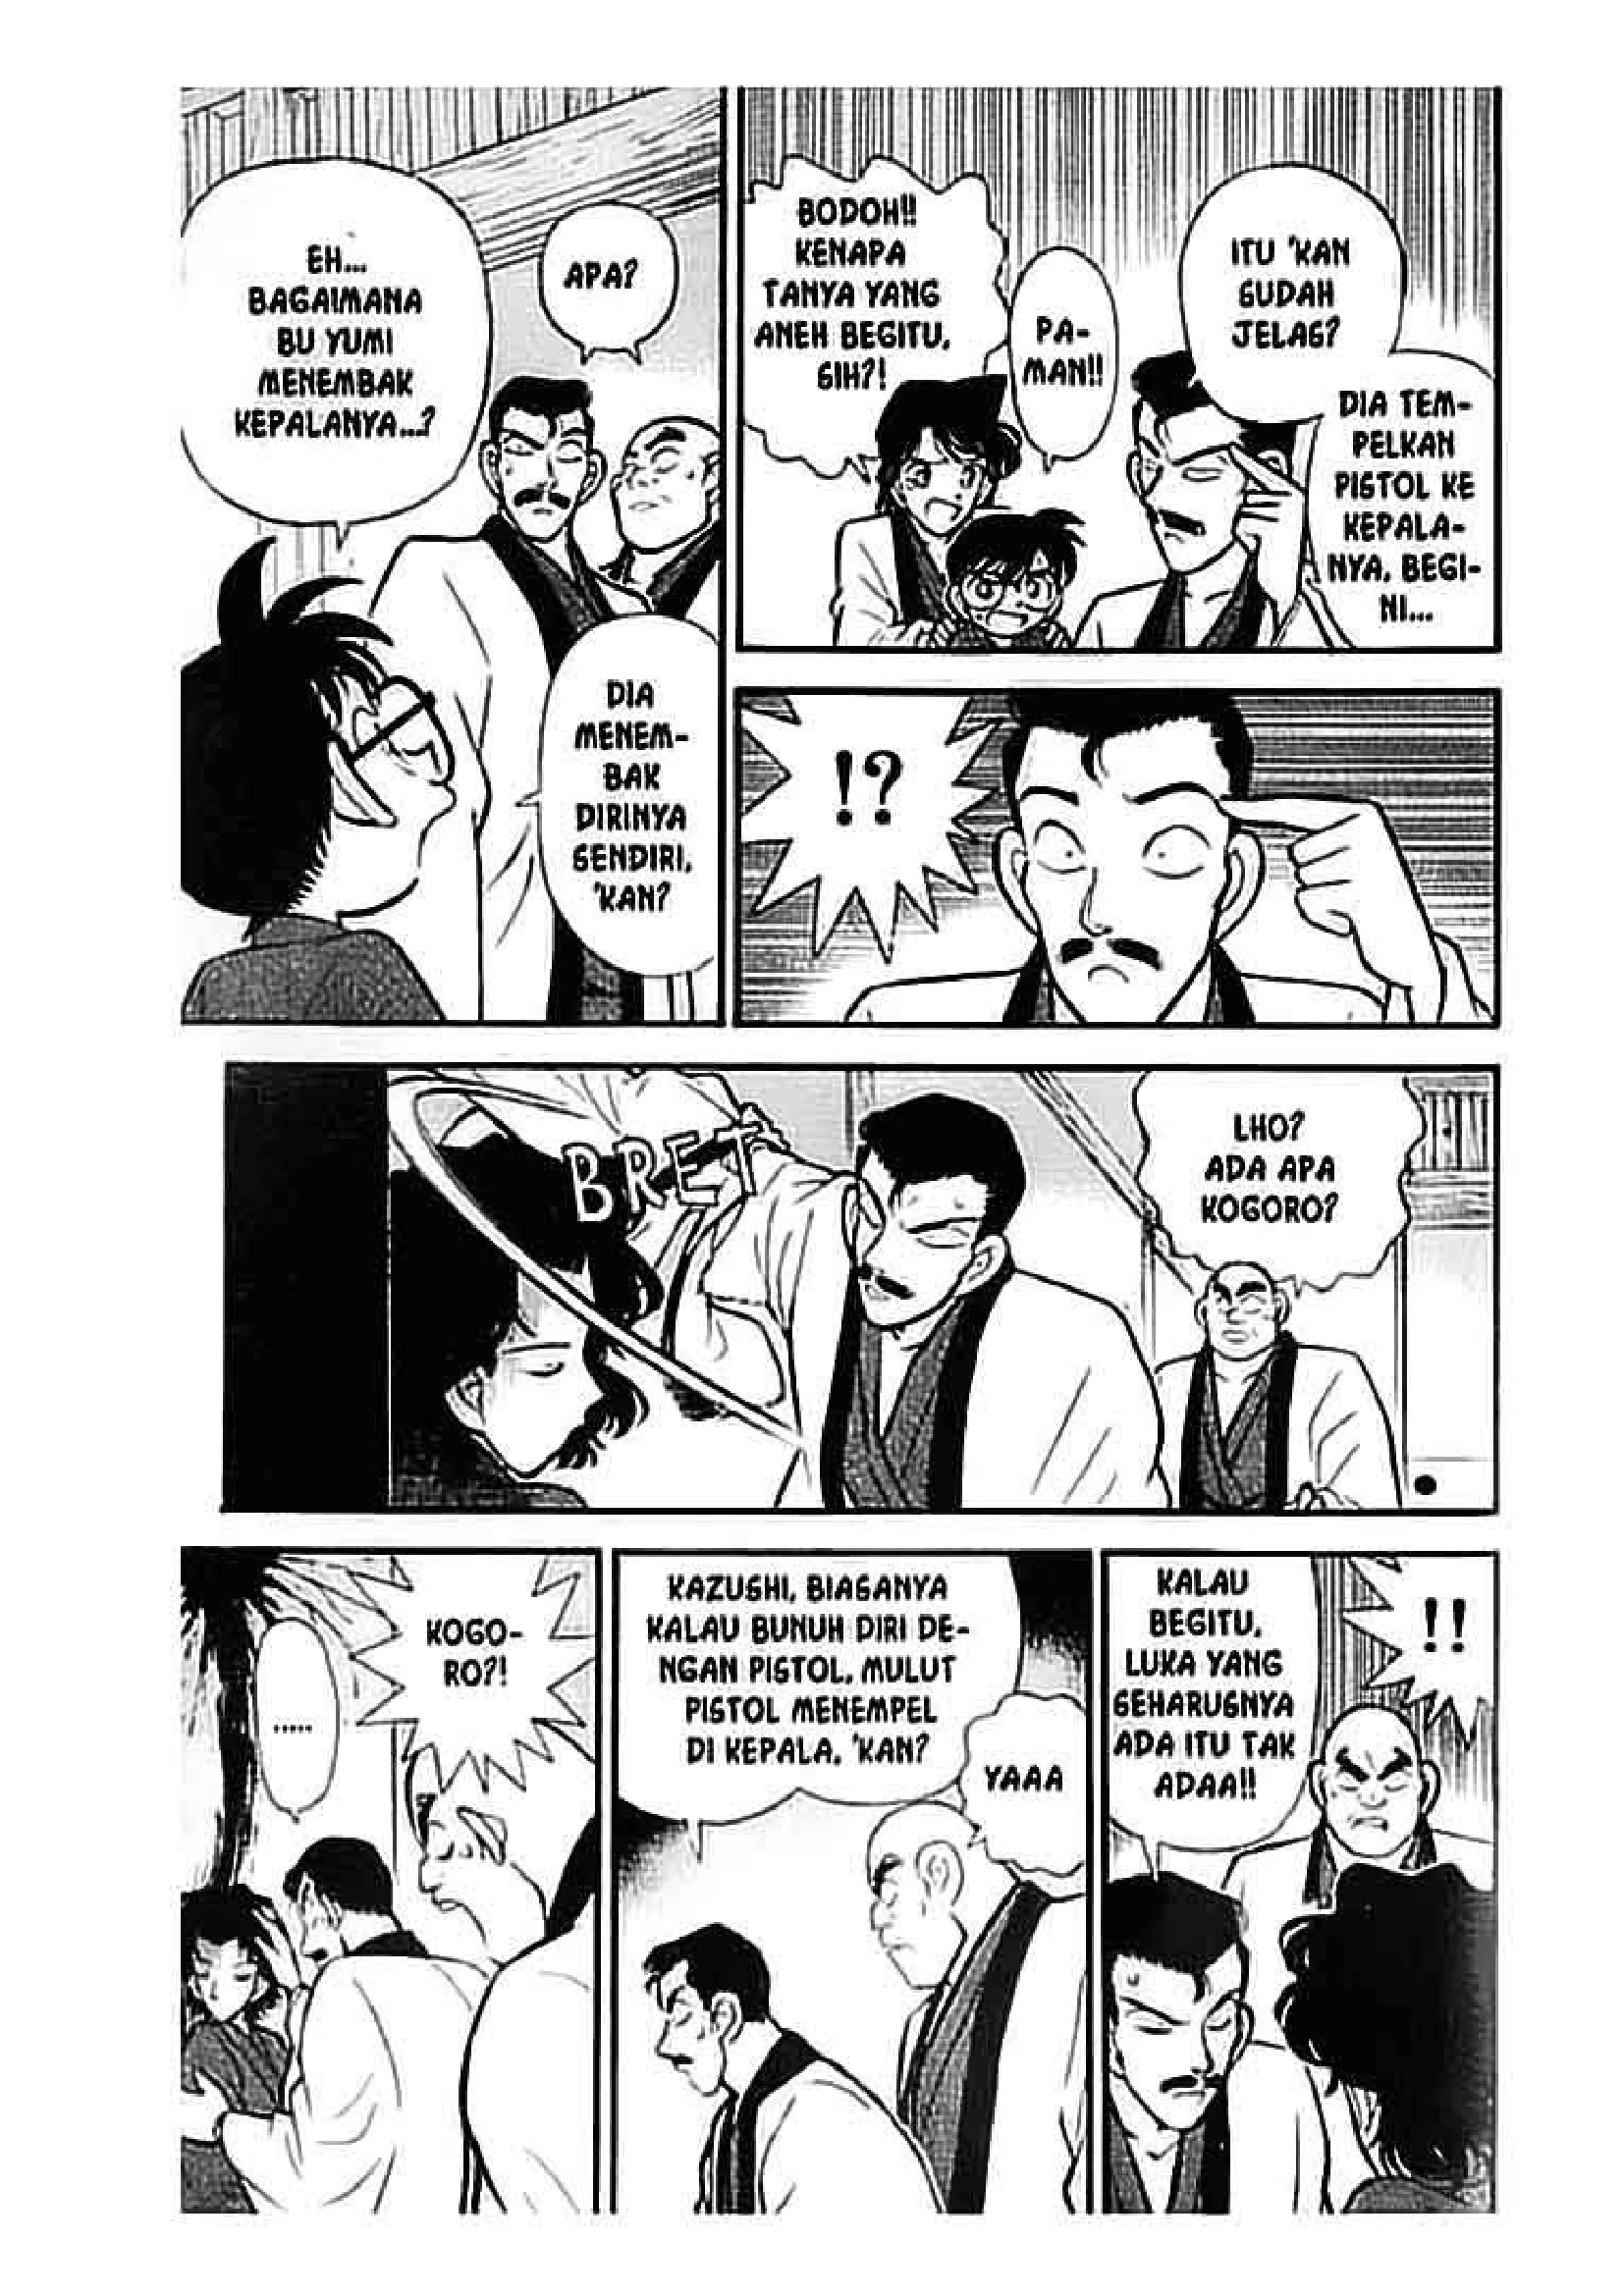 EH...
BAGAIMANA
BU YUMI
MENEMBAK
KEPALANYA...?
APA?
DIA
MENEM-
BAK
DIRINYA
SENDIRI,
'KAN?
BODOH!!
KENAPA
TANYA YANG
ANEH BEGITU,
SIH?!
PA-
MAN!!
ITU 'KAN
SUDAH
JELAS?
DIA TEM-
PELKAN
PISTOL KE
KEPALA-
NYA, BEGI-
NI...
!?
BRET
LHO?
ADA APA
KOGORO?
.....
KOGO-
RO?!
KAZUSHI, BIASANYA
KALAU BUNUH DIRI DE-
NGAN PISTOL, MULUT
PISTOL MENEMPEL
DI KEPALA, 'KAN?
YAAA
KALAU
BEGITU,
LUKA YANG
SEHARUSNYA
ADA ITU TAK
ADAA!!
!!